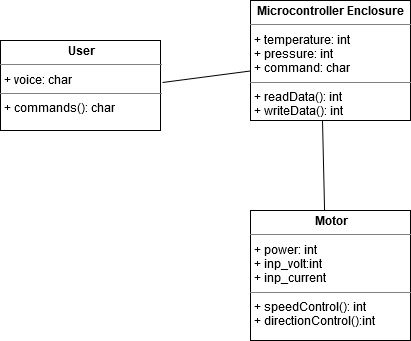 Microcontroller Enclosure
+ temperature: int
+ pressure: int
+ command: char
+ readData(): int
+ writeData(): int
User
+ voice: char
+ commands(): char
Motor
+ power: int
+ inp_volt:int
+ inp_current
+ speedControl(): int
+ directionControl():int